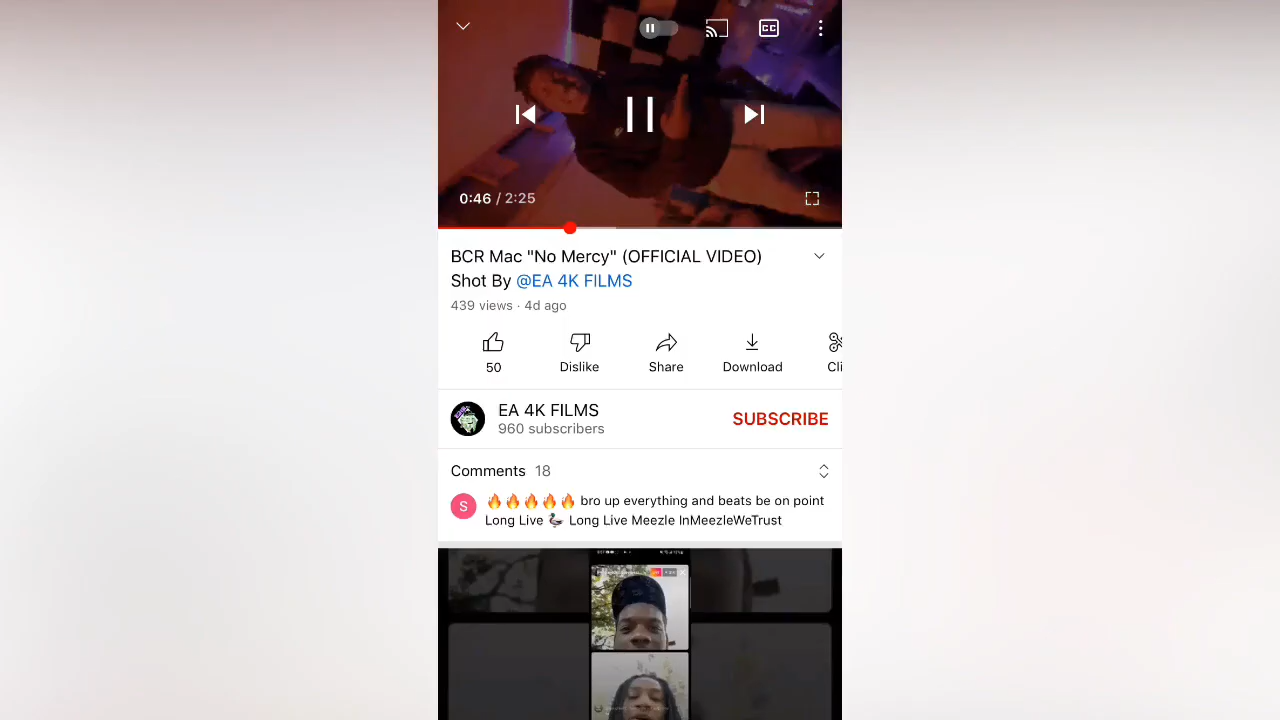 CC
0:46 / 2:25
BCR Mac "No Mercy" (OFFICIAL VIDEO)
Shot By @EA 4K FILMS
439 views · 4d ago
50
Dislike
Share
Download
Cli
EA 4K FILMS
960 subscribers
SUBSCRIBE
Comments 18
S
🔥🔥🔥🔥🔥 bro up everything and beats be on point
Long Live 🦆 Long Live Meezle InMeezleWeTrust